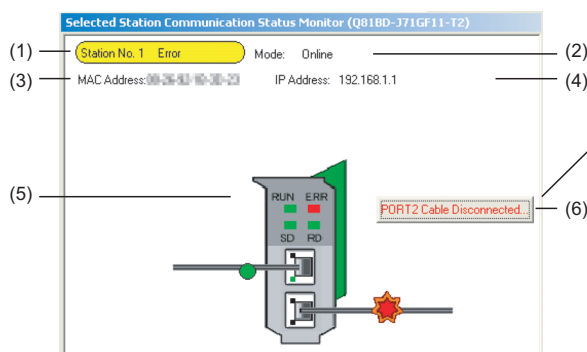 Selected Station Communication Status Monitor (Q81BD-J71GF11-T2)
(1) Station No. 1 Error Mode: Online (2)
(3) MAC Address: IP Address: 192.168.1.1 (4)
(5)
RUN ERR
PORT2 Cable Disconnected... (6)
SD RD